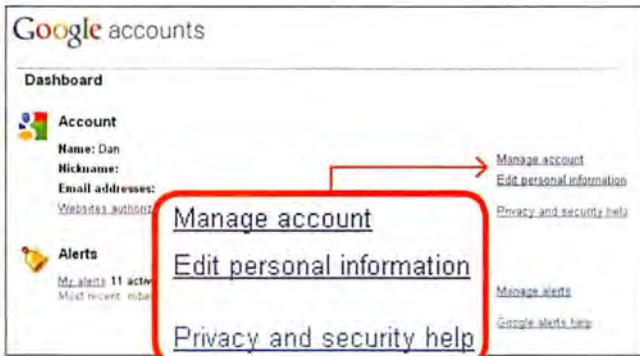 Google accounts
Dashboard
Account
Name: Dan
Nickname:
Email addresses:
Websites authoriz
Manage account
Edit personal information
Privacy and security help
Manage account
Edit personal information
Privacy and security help
Alerts
My alerts 11 activ
Most recent:
Manage alerts
Google alerts help